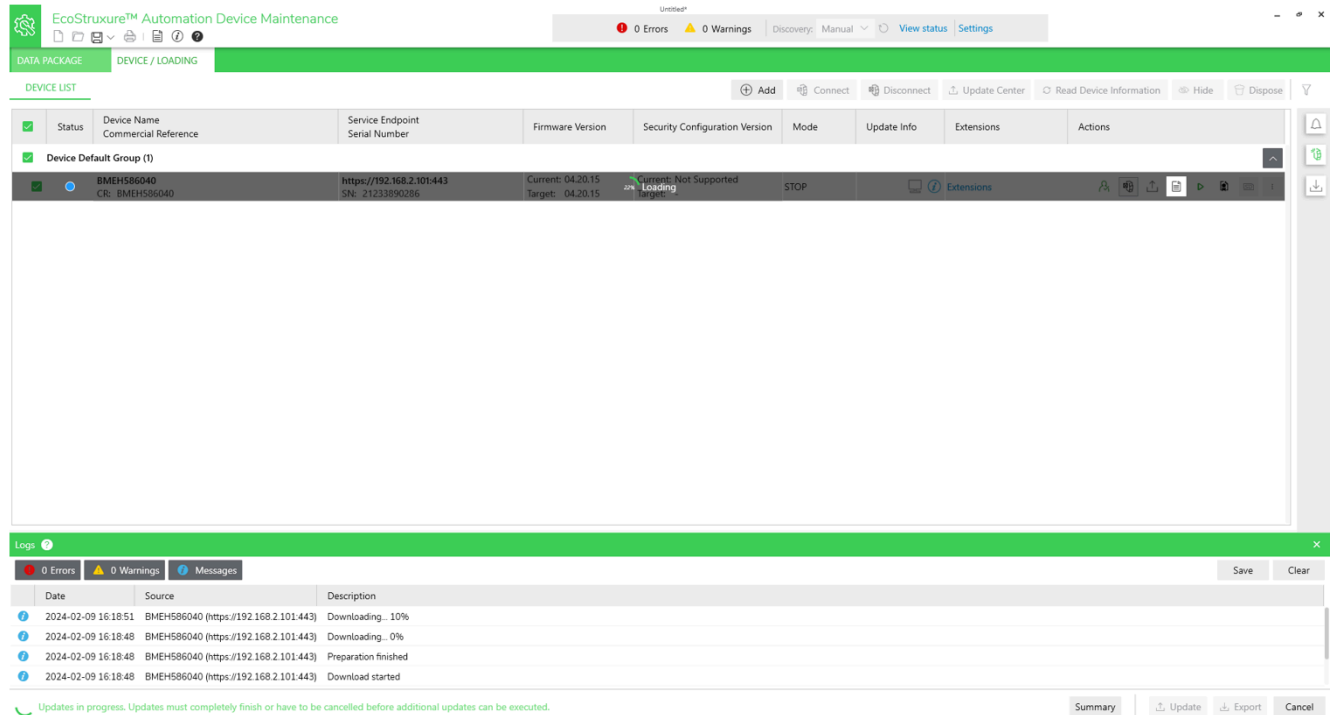 Untitled*
EcoStruxure™ Automation Device Maintenance
0 Errors 0 Warnings Discovery: Manual View status Settings
DATA PACKAGE DEVICE / LOADING
DEVICE LIST
Add Connect Disconnect Update Center Read Device Information Hide Dispose
Status Device Name Service Endpoint Firmware Version Security Configuration Version Mode Update Info Extensions Actions
Commercial Reference Serial Number
Device Default Group (1)
BMEH586040 https://192.168.2.101:443 Current: 04.20.15 Current: Not Supported
22% Loading STOP Extensions
CR: BMEH586040 SN: 21233890286 Target: 04.20.15 Target: -
Logs
0 Errors 0 Warnings Messages Save Clear
Date Source Description
2024-02-09 16:18:51 BMEH586040 (https://192.168.2.101:443) Downloading... 10%
2024-02-09 16:18:48 BMEH586040 (https://192.168.2.101:443) Downloading... 0%
2024-02-09 16:18:48 BMEH586040 (https://192.168.2.101:443) Preparation finished
2024-02-09 16:18:48 BMEH586040 (https://192.168.2.101:443) Download started
Updates in progress. Updates must completely finish or have to be cancelled before additional updates can be executed. Summary Update Export Cancel